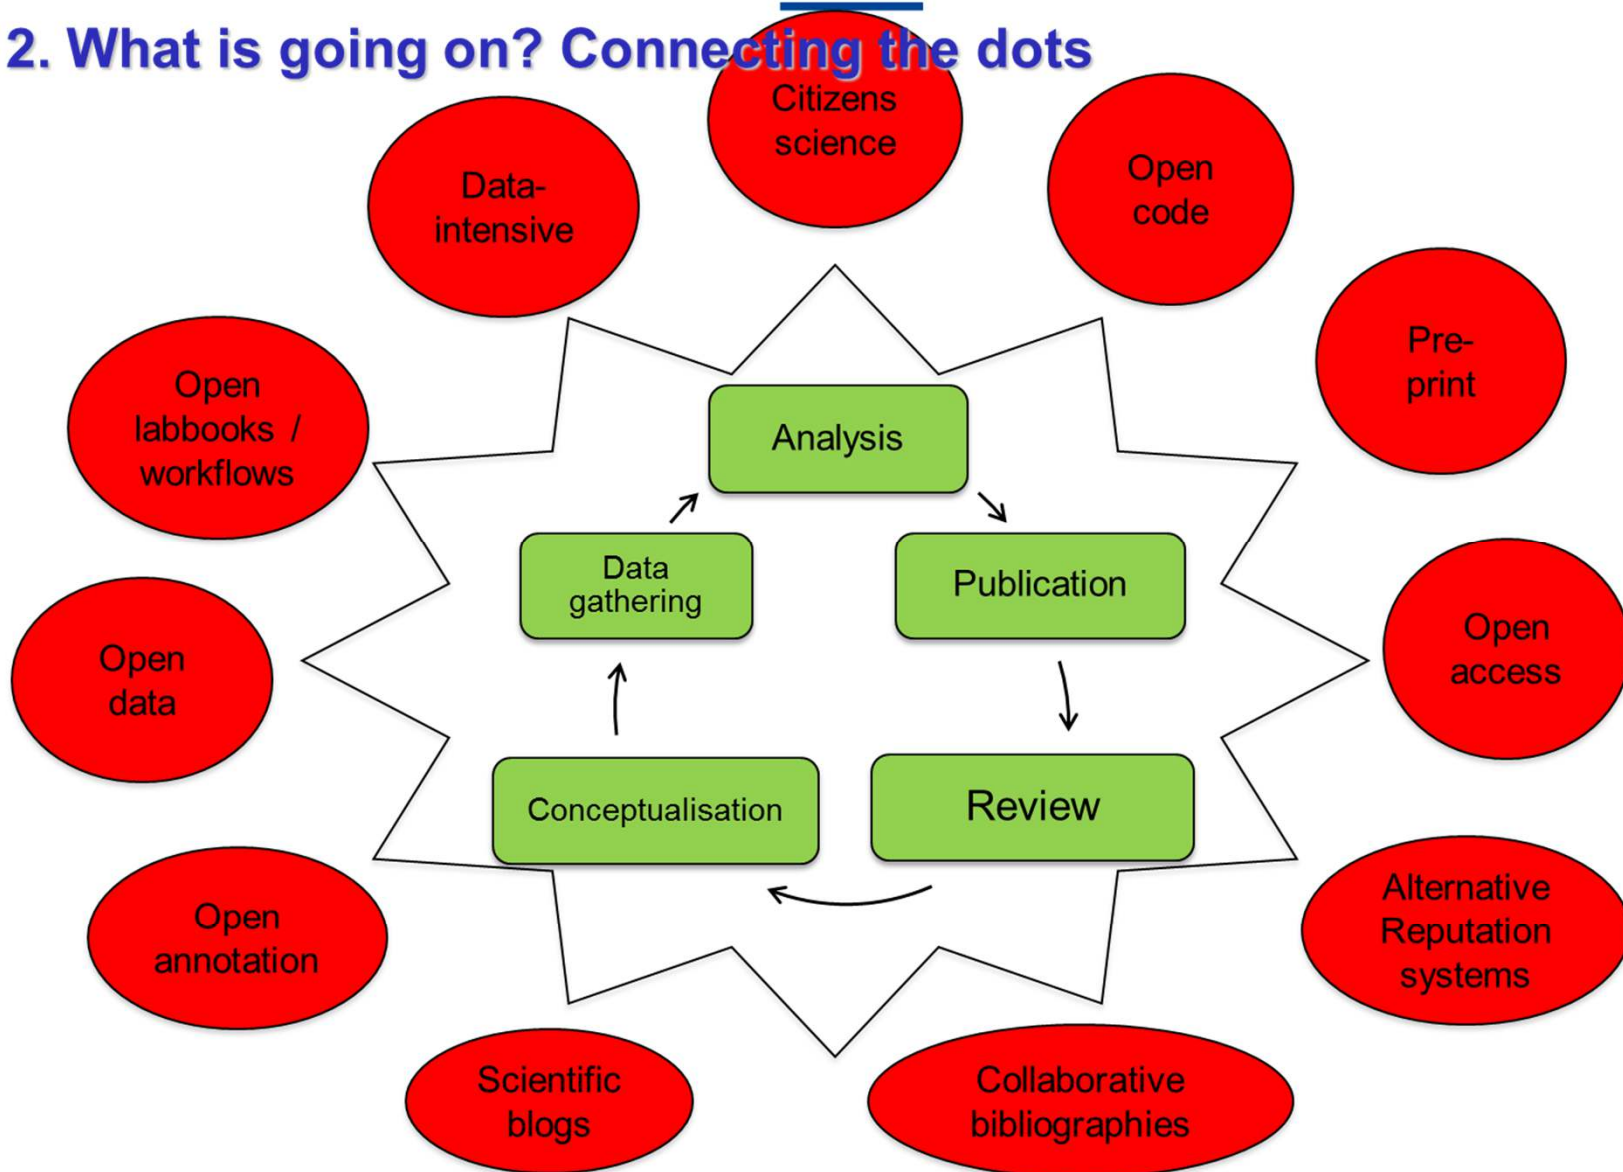 2. What is going on? Connecting the dots
Citizens
science
Data-
intensive
Open
code
Pre-
print
Open
labbooks /
workflows
Analysis
Data
gathering
Publication
Open
access
Open
data
Conceptualisation
Review
Alternative
Reputation
systems
Open
annotation
Scientific
blogs
Collaborative
bibliographies